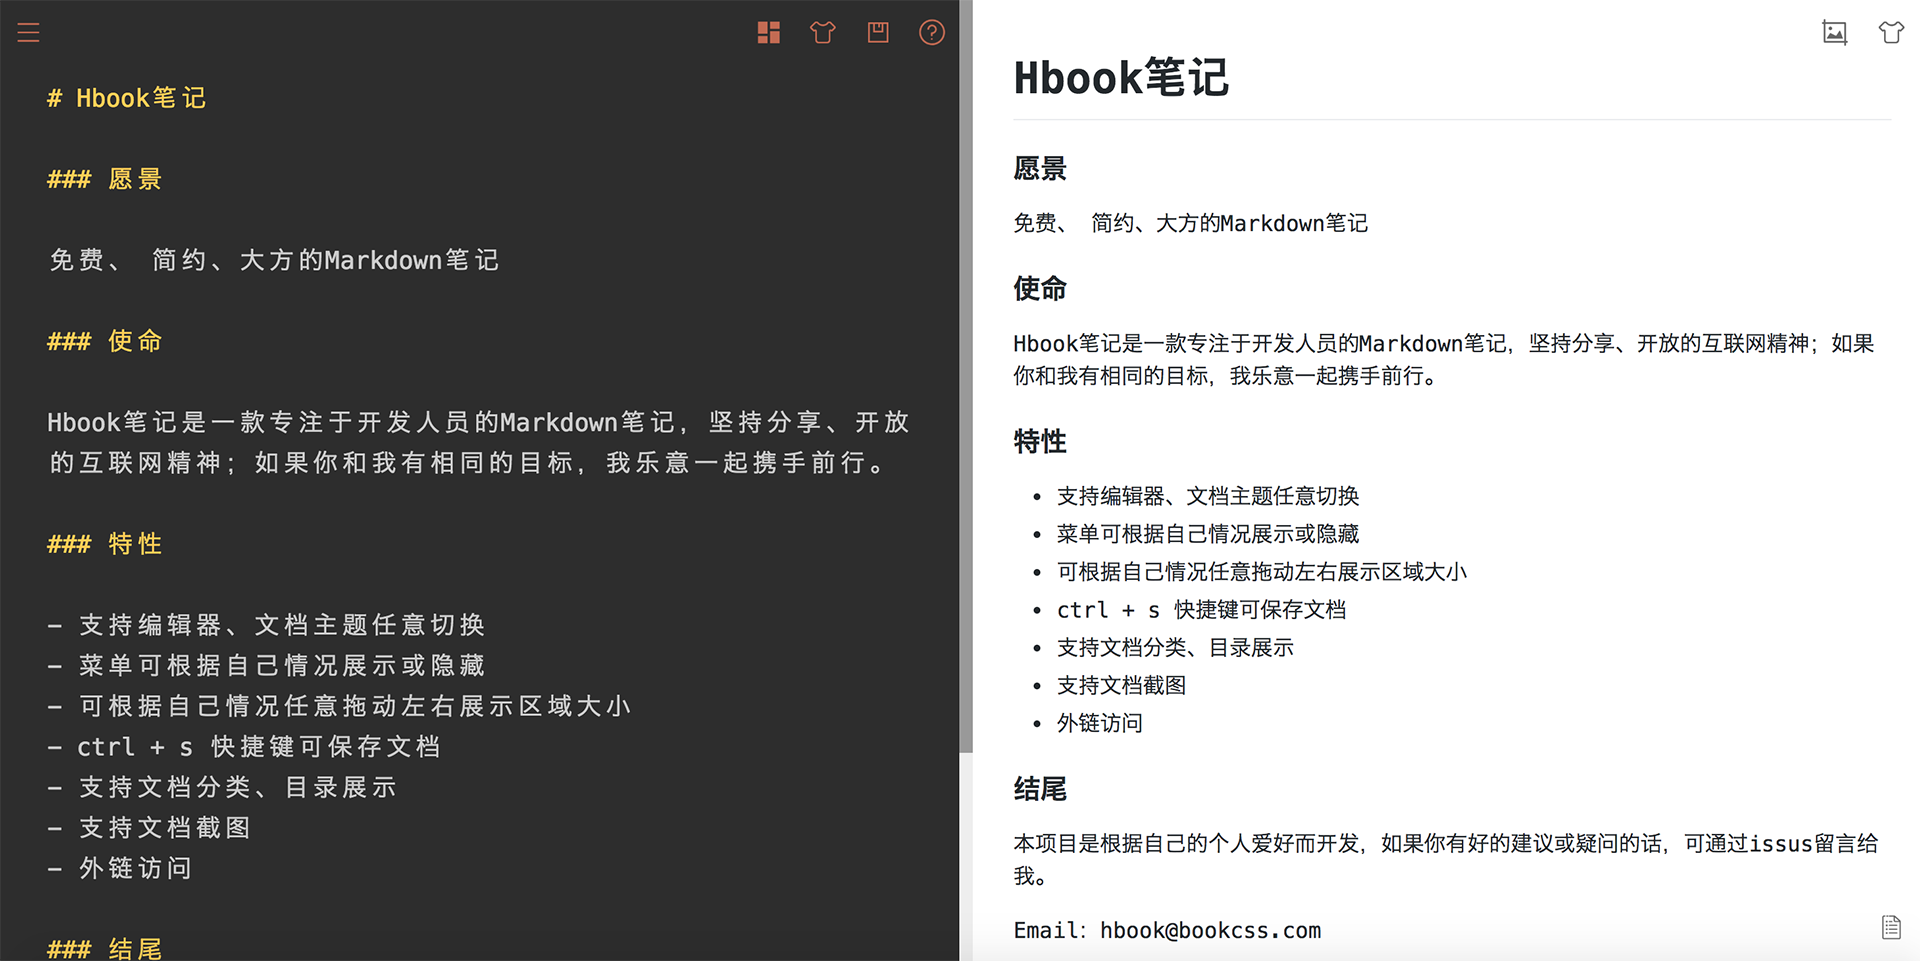 # Hbook笔记
### 愿景
免费、 简约、大方的Markdown笔记
### 使命
Hbook笔记是一款专注于开发人员的Markdown笔记，坚持分享、开放
的互联网精神；如果你和我有相同的目标，我乐意一起携手前行。
### 特性
- 支持编辑器、文档主题任意切换
- 菜单可根据自己情况展示或隐藏
- 可根据自己情况任意拖动左右展示区域大小
- ctrl + s 快捷键可保存文档
- 支持文档分类、目录展示
- 支持文档截图
- 外链访问
### 结尾
Hbook笔记
愿景
免费、 简约、大方的Markdown笔记
使命
Hbook笔记是一款专注于开发人员的Markdown笔记，坚持分享、开放的互联网精神；如果
你和我有相同的目标，我乐意一起携手前行。
特性
• 支持编辑器、文档主题任意切换
• 菜单可根据自己情况展示或隐藏
• 可根据自己情况任意拖动左右展示区域大小
• ctrl + s 快捷键可保存文档
• 支持文档分类、目录展示
• 支持文档截图
• 外链访问
结尾
本项目是根据自己的个人爱好而开发，如果你有好的建议或疑问的话，可通过issus留言给
我。
Email: hbook@bookcss.com